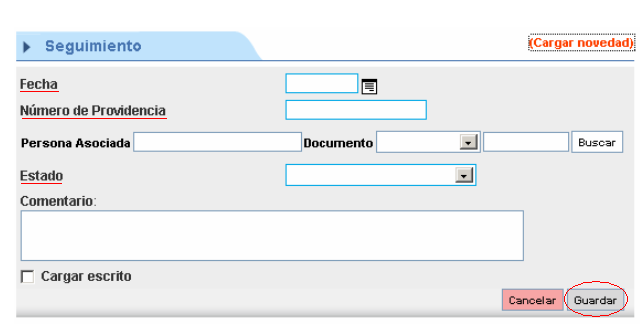 Seguimiento (Cargar novedad)
Fecha
Número de Providencia
Persona Asociada Documento Buscar
Estado
Comentario:
Cargar escrito
Cancelar Guardar